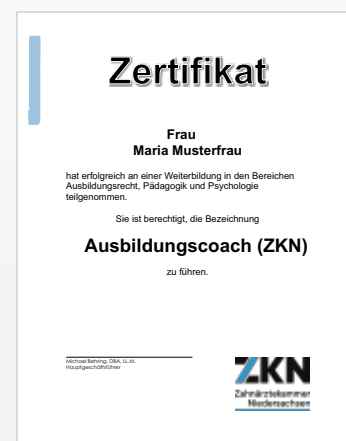 Zertifikat
Frau
Maria Musterfrau
hat erfolgreich an einer Weiterbildung in den Bereichen
Ausbildungsrecht, Pädagogik und Psychologie
teilgenommen.
Sie ist berechtigt, die Bezeichnung
Ausbildungscoach (ZKN)
zu führen.
Michael Behring, DBA, LL.M.
Hauptgeschäftsführer
ZKN
Zahnärztekammer
Niedersachsen